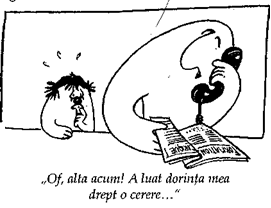 „Of, alta acum! A luat dorința mea
drept o cerere...“